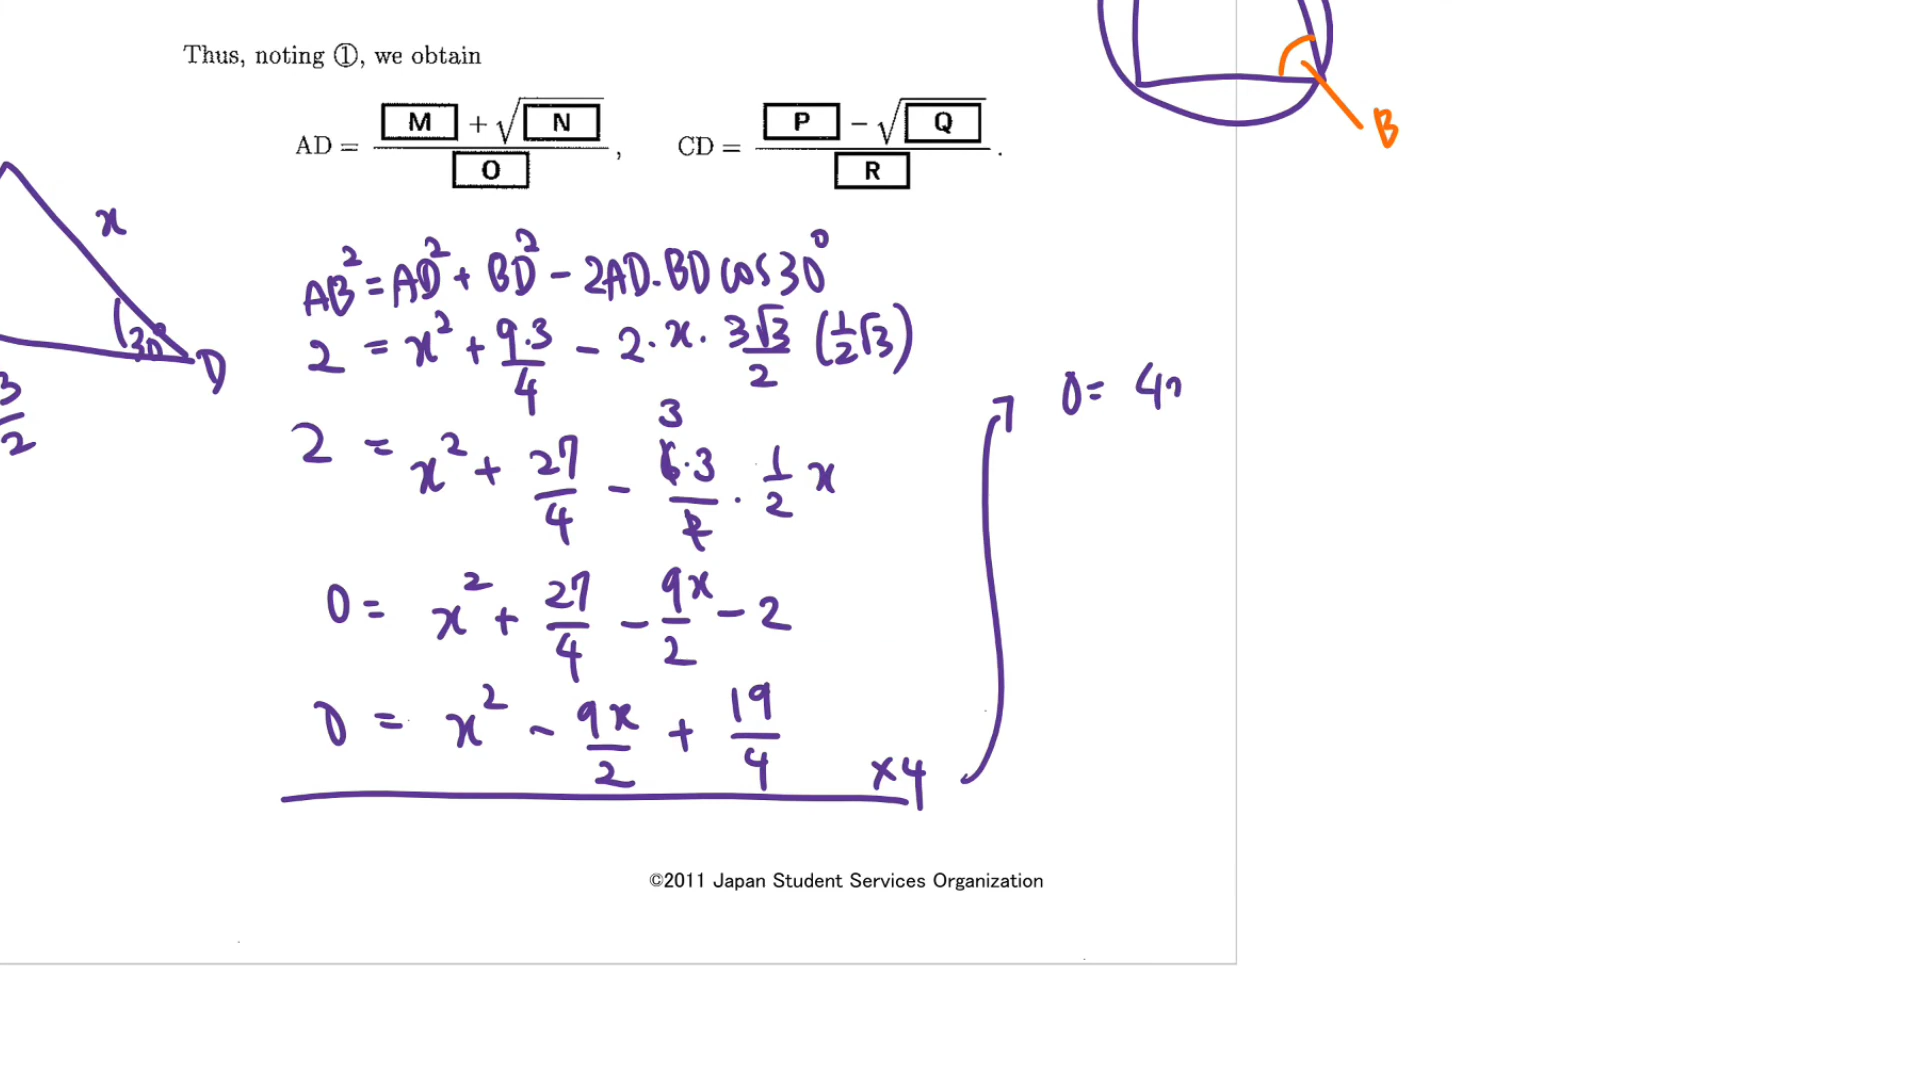 Thus, noting ①, we obtain
AD = (M + √N) / O , CD = (P − √Q) / R .
B
x
30°
D
3/2
AB² = AD² + BD² − 2AD.BD cos 30°
2 = x² + 9.3/4 − 2.x. 3√3/2 (1/2 √3)
3
2 = x² + 27/4 − 6.3/2 . 1/2 x
0 = x² + 27/4 − 9x/2 − 2
0 = x² − 9x/2 + 19/4 ×4
0 = 4
©2011 Japan Student Services Organization